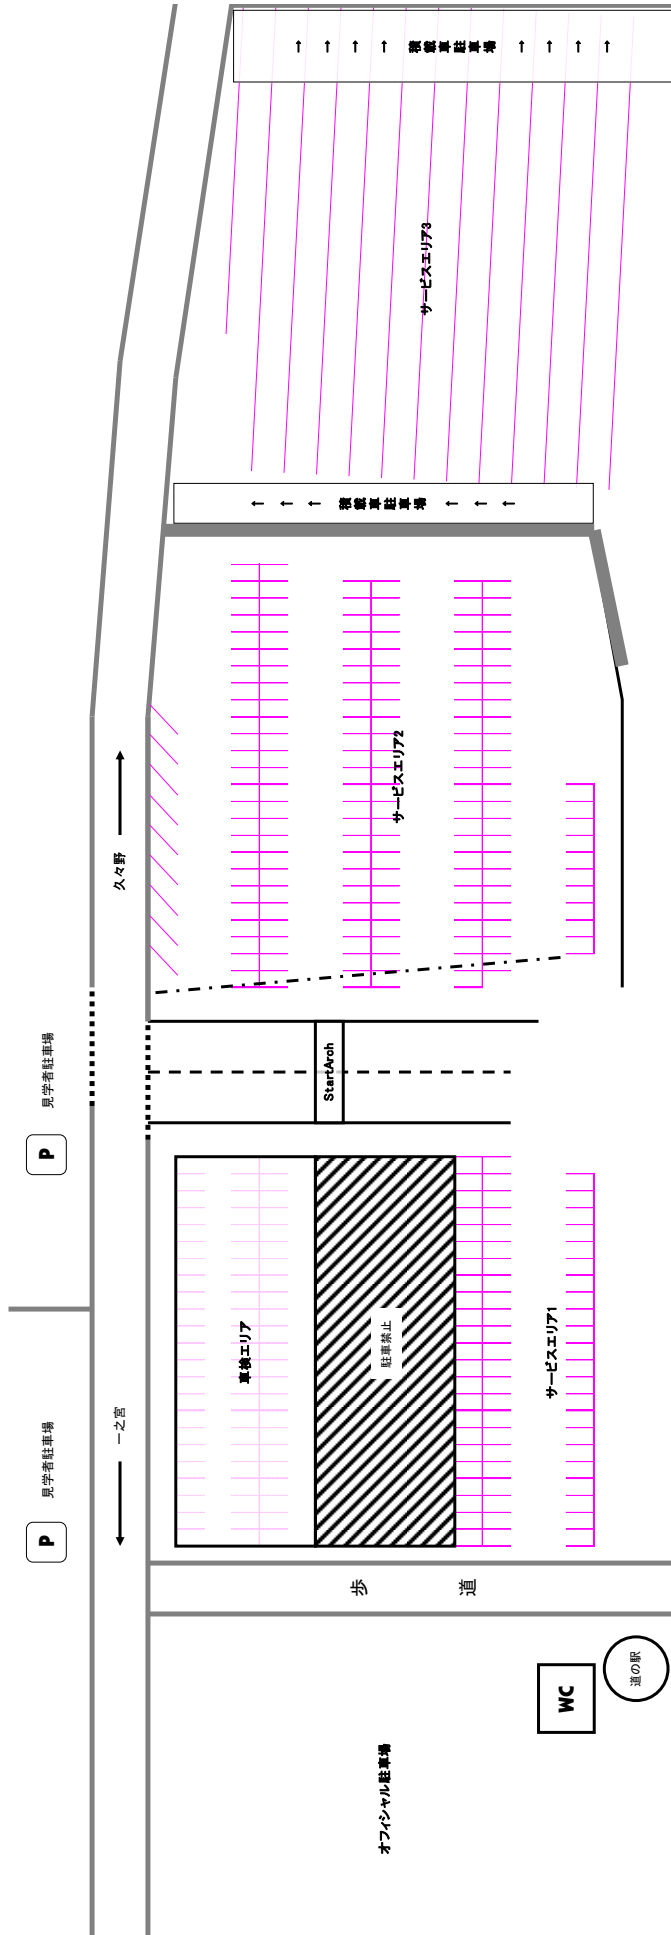 → → → → 積載車駐車場 → → → →
サービスエリア3
↑ ↑ ↑ 積載車駐車場 ↑ ↑ ↑
サービスエリア2
久々野
見学者駐車場
P
StartArch
車検エリア
駐車禁止
サービスエリア1
一之宮
見学者駐車場
P
歩 道
WC
道の駅
オフィシャル駐車場